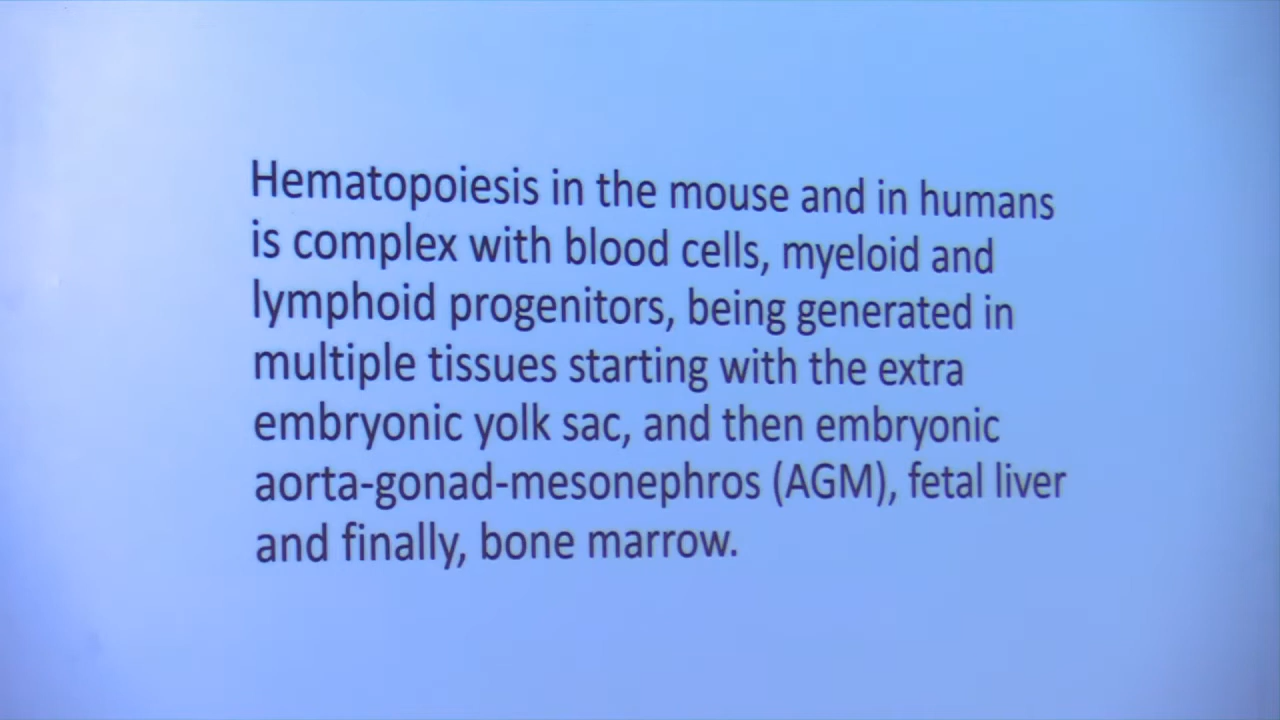 Hematopoiesis in the mouse and in humans
is complex with blood cells, myeloid and
lymphoid progenitors, being generated in
multiple tissues starting with the extra
embryonic yolk sac, and then embryonic
aorta-gonad-mesonephros (AGM), fetal liver
and finally, bone marrow.